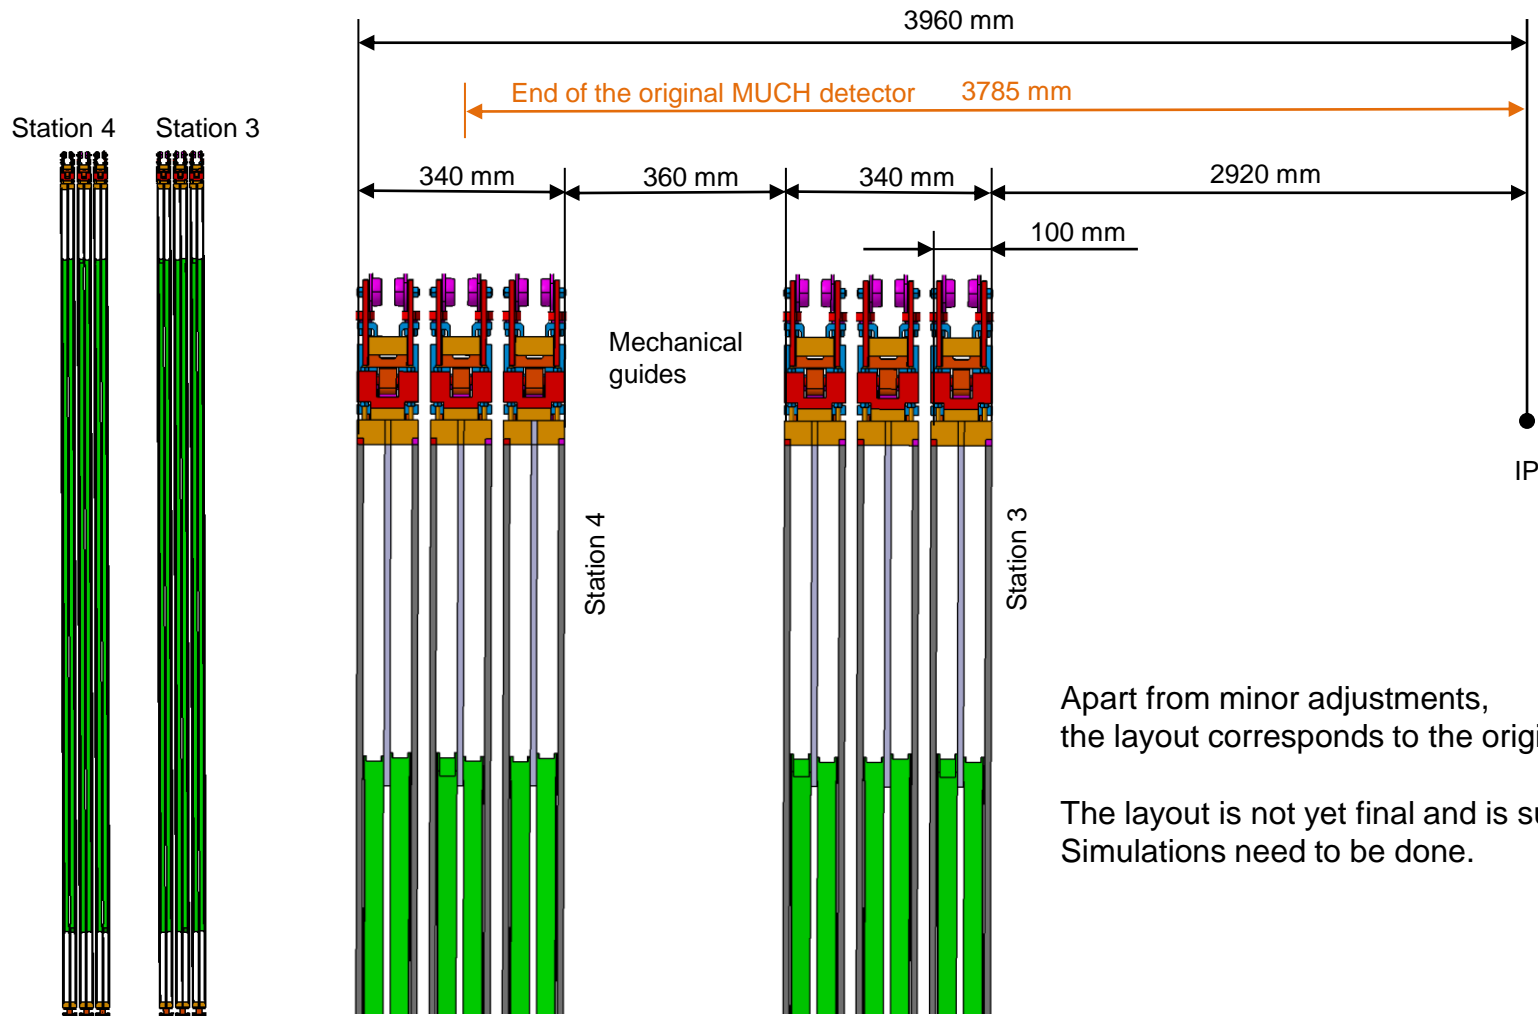 3960 mm
End of the original MUCH detector 3785 mm
Station 4 Station 3
340 mm 360 mm 340 mm 2920 mm
100 mm
Mechanical
guides
IP
Station 4
Station 3
Apart from minor adjustments,
the layout corresponds to the
The layout is not yet final and is
Simulations need to be done.